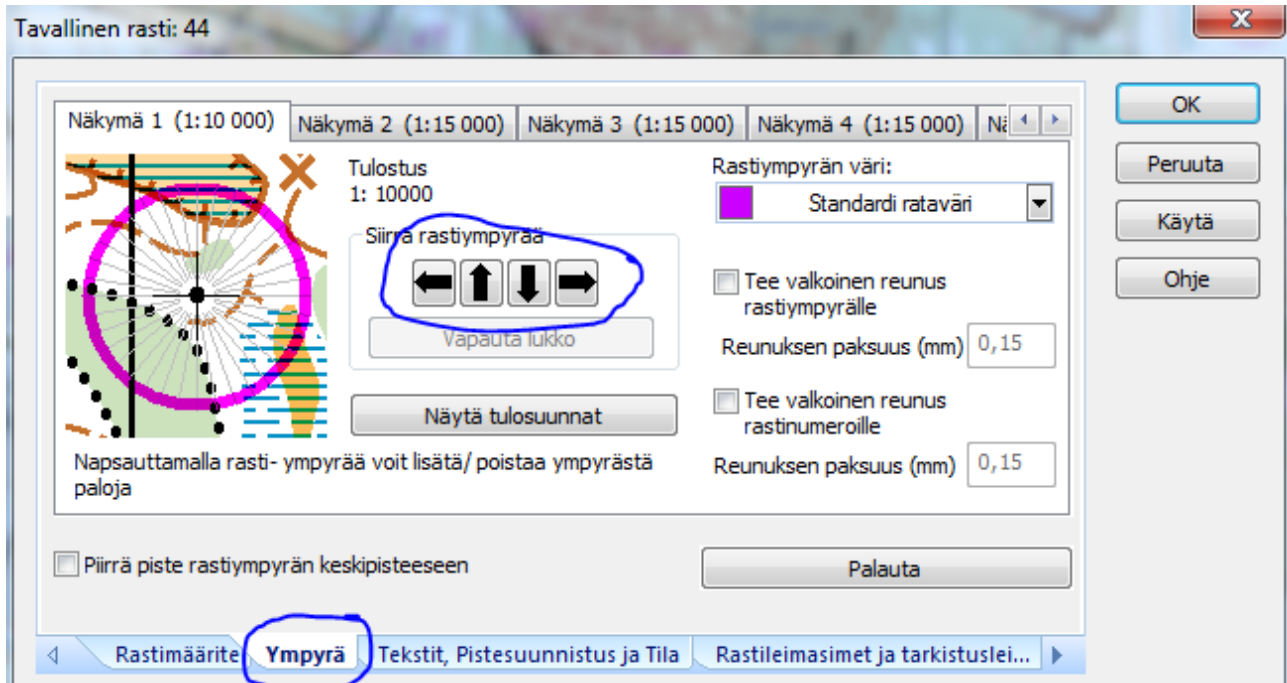 Tavallinen rasti: 44
Näkymä 1 (1:10 000)
Näkymä 2 (1:15 000)
Näkymä 3 (1:15 000)
Näkymä 4 (1:15 000)
Nä
OK
Peruuta
Käytä
Ohje
Tulostus
1: 10000
Siirrä rastiympyrää
Vapauta lukko
Näytä tulosuunnat
Napsauttamalla rasti- ympyrää voit lisätä/ poistaa ympyrästä
paloja
Rastiympyrän väri:
Standardi rataväri
Tee valkoinen reunus
rastiympyrälle
Reunuksen paksuus (mm) 0,15
Tee valkoinen reunus
rastinumeroille
Reunuksen paksuus (mm) 0,15
Piirrä piste rastiympyrän keskipisteeseen
Palauta
Rastimäärite
Ympyrä
Tekstit, Pistesuunnistus ja Tila
Rastileimasimet ja tarkistuslei...